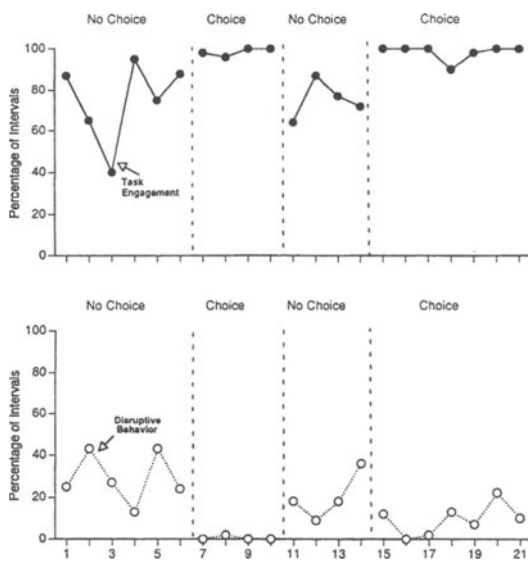 No Choice Choice No Choice Choice
Percentage of Intervals
100
80
60
40
20
0
Task
Engagement
No Choice Choice No Choice Choice
Percentage of Intervals
100
80
60
40
20
0
Disruptive
Behavior
1 3 5 7 9 11 13 15 17 19 21